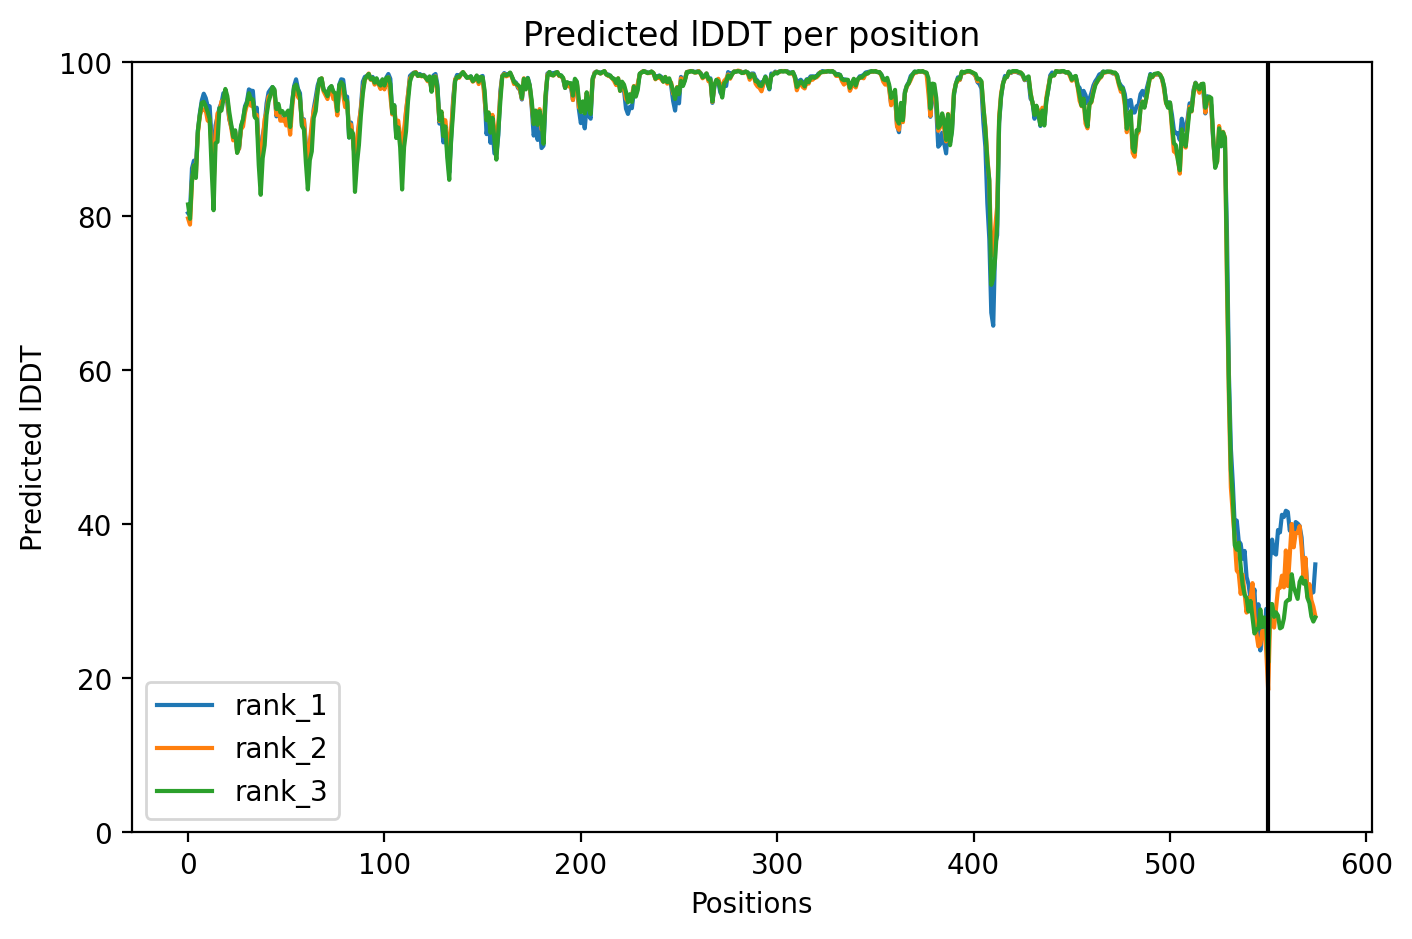 Predicted lDDT per position
100
80
60
40
20
0
Predicted lDDT
rank_1
rank_2
rank_3
0 100 200 300 400 500 600
Positions